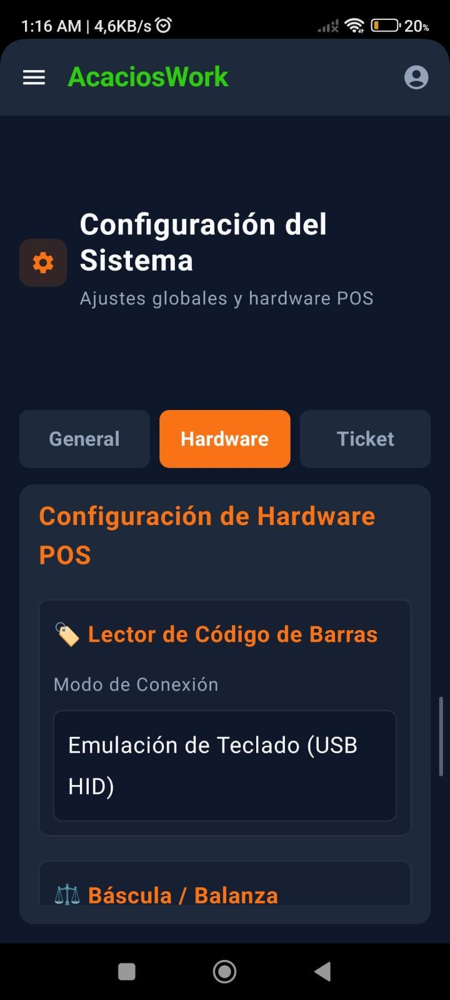 1:16 AM | 4,6KB/s
20%
AcaciosWork
Configuración del
Sistema
Ajustes globales y hardware POS
General
Hardware
Ticket
Configuración de Hardware
POS
Lector de Código de Barras
Modo de Conexión
Emulación de Teclado (USB
HID)
Báscula / Balanza